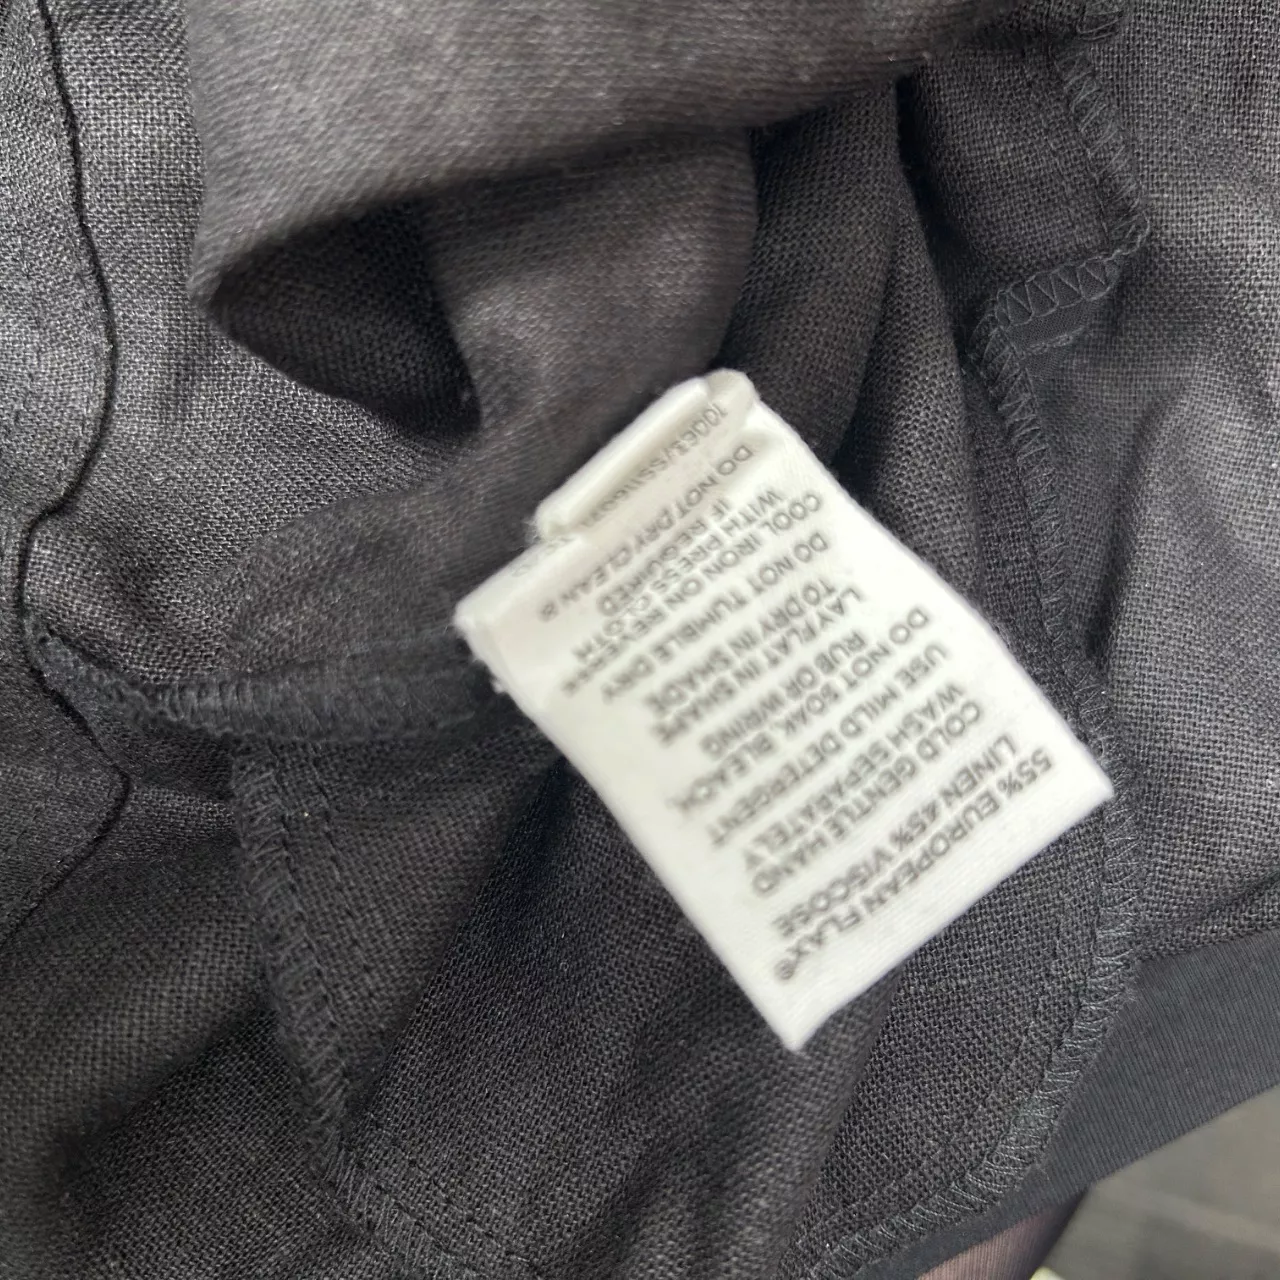 55% EUROPEAN FLAX®
LINEN 45% VISCOSE
COLD GENTLE HAND
WASH SEPARATELY
USE MILD DETERGENT
DO NOT SOAK, BLEACH,
RUB OR WRING
LAY FLAT IN SHAPE
TO DRY IN SHADE
DO NOT TUMBLE DRY
COOL IRON ON REVERSE
WITH PRESS CLOTH
IF REQUIRED
DO NOT DRY CLEAN